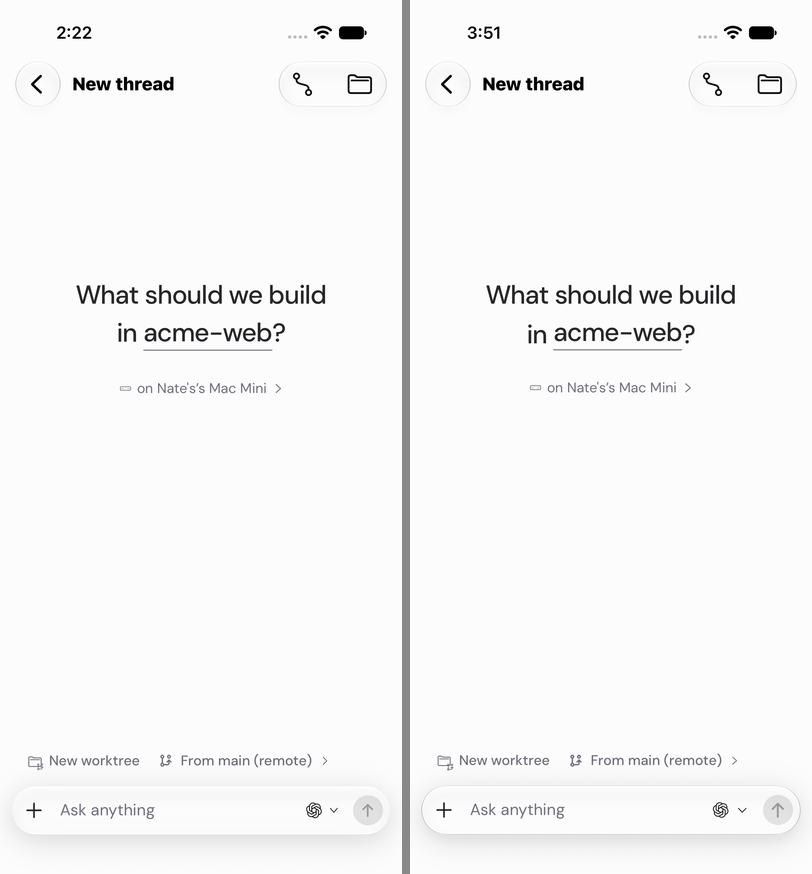 2:22
New thread
What should we build
in acme-web?
on Nate's’s Mac Mini
New worktree From main (remote)
Ask anything
3:51
New thread
What should we build
in acme-web?
on Nate's’s Mac Mini
New worktree From main (remote)
Ask anything